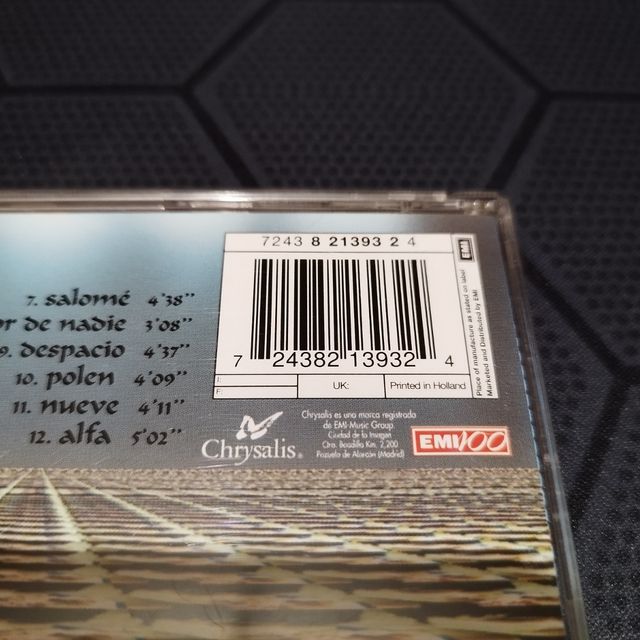 7243 8 21393 2 4
EMI
7 24382 13932 4
I:
F:
UK:
Printed in Holland
Place of manufacture as stated on label
Marketed and Distributed by EMI
7. salomé 4'38"
or de nadie 3'08"
9. despacio 4'37"
10. polen 4'09"
11. nueve 4'11"
12. alfa 5'02"
Chrysalis®
Chrysalis es una marca registrada
de EMI-Music Group.
Ciudad de la Imagen
Ctra. Boadilla Km. 2,200
Pozuelo de Alarcón (Madrid)
EMI100